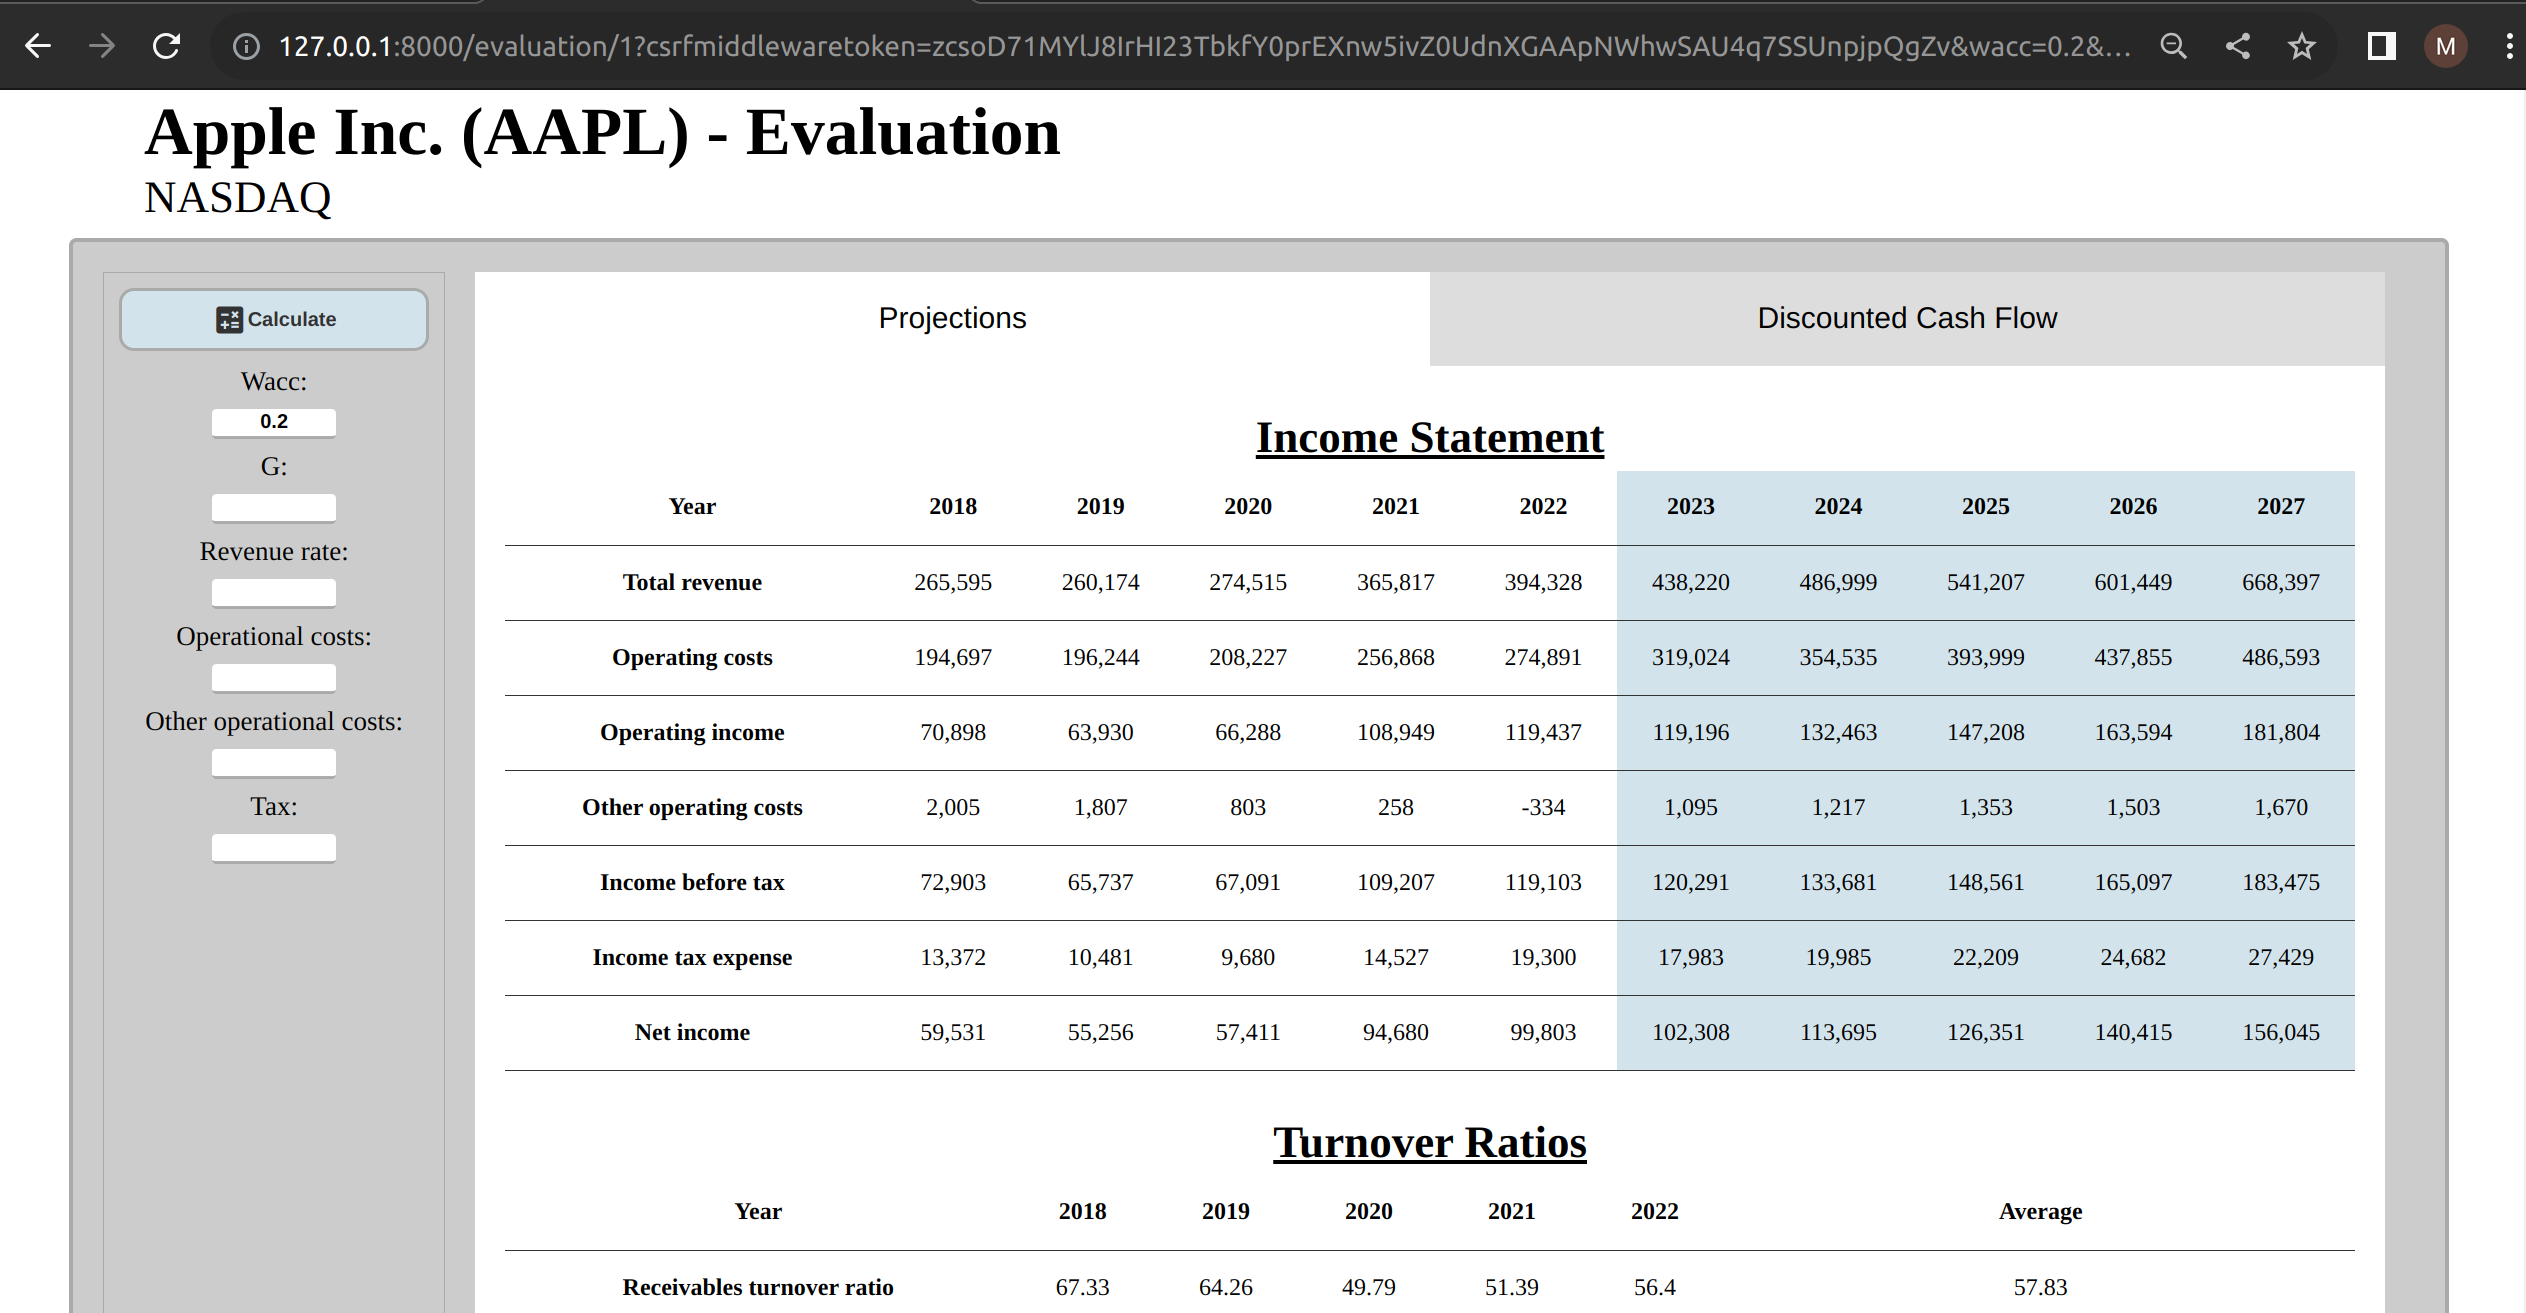 127.0.0.1:8000/evaluation/1?csrfmiddlewaretoken=zcsoD71MYlJ8IrHI23TbkfY0prEXnw5ivZ0UdnXGAApNWhwSAU4q7SSUnpjpQgZv&wacc=0.2&...
M
Apple Inc. (AAPL) - Evaluation
NASDAQ
Calculate
Wacc:
0.2
G:
Revenue rate:
Operational costs:
Other operational costs:
Tax:
Projections Discounted Cash Flow
Income Statement
Year 2018 2019 2020 2021 2022 2023 2024 2025 2026 2027
Total revenue 265,595 260,174 274,515 365,817 394,328 438,220 486,999 541,207 601,449 668,397
Operating costs 194,697 196,244 208,227 256,868 274,891 319,024 354,535 393,999 437,855 486,593
Operating income 70,898 63,930 66,288 108,949 119,437 119,196 132,463 147,208 163,594 181,804
Other operating costs 2,005 1,807 803 258 -334 1,095 1,217 1,353 1,503 1,670
Income before tax 72,903 65,737 67,091 109,207 119,103 120,291 133,681 148,561 165,097 183,475
Income tax expense 13,372 10,481 9,680 14,527 19,300 17,983 19,985 22,209 24,682 27,429
Net income 59,531 55,256 57,411 94,680 99,803 102,308 113,695 126,351 140,415 156,045
Turnover Ratios
Year 2018 2019 2020 2021 2022 Average
Receivables turnover ratio 67.33 64.26 49.79 51.39 56.4 57.83